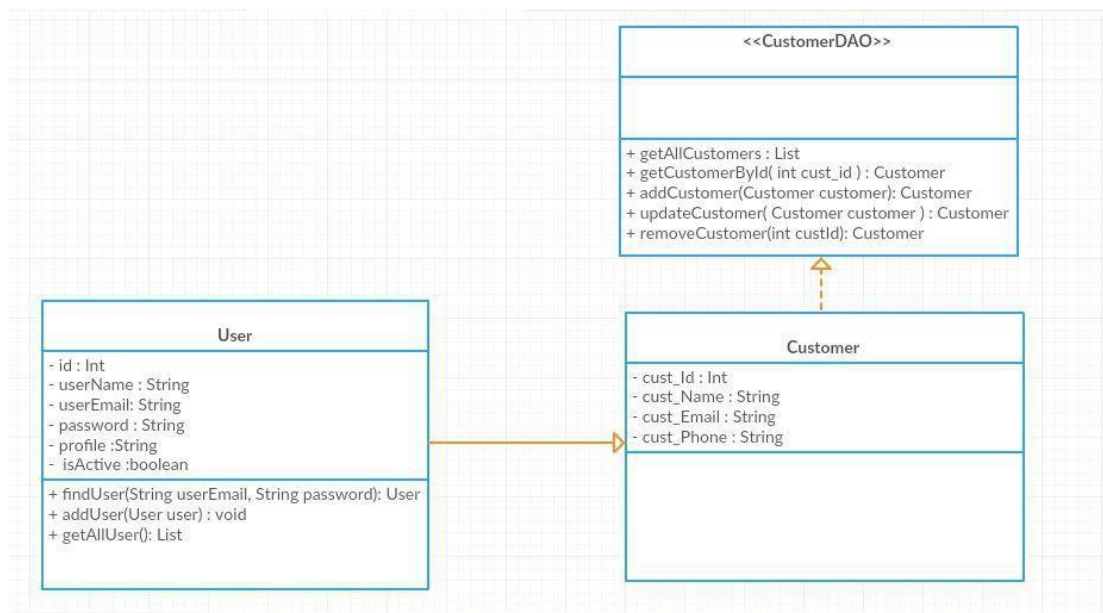 <<CustomerDAO>>
+ getAllCustomers : List
+ getCustomerById( int cust_id ) : Customer
+ addCustomer(Customer customer): Customer
+ updateCustomer( Customer customer ) : Customer
+ removeCustomer(int custId): Customer
User
- id : Int
- userName : String
- userEmail: String
- password : String
- profile :String
- isActive :boolean
+ findUser(String userEmail, String password): User
+ addUser(User user) : void
+ getAllUser(): List
Customer
- cust_Id : Int
- cust_Name : String
- cust_Email : String
- cust_Phone : String